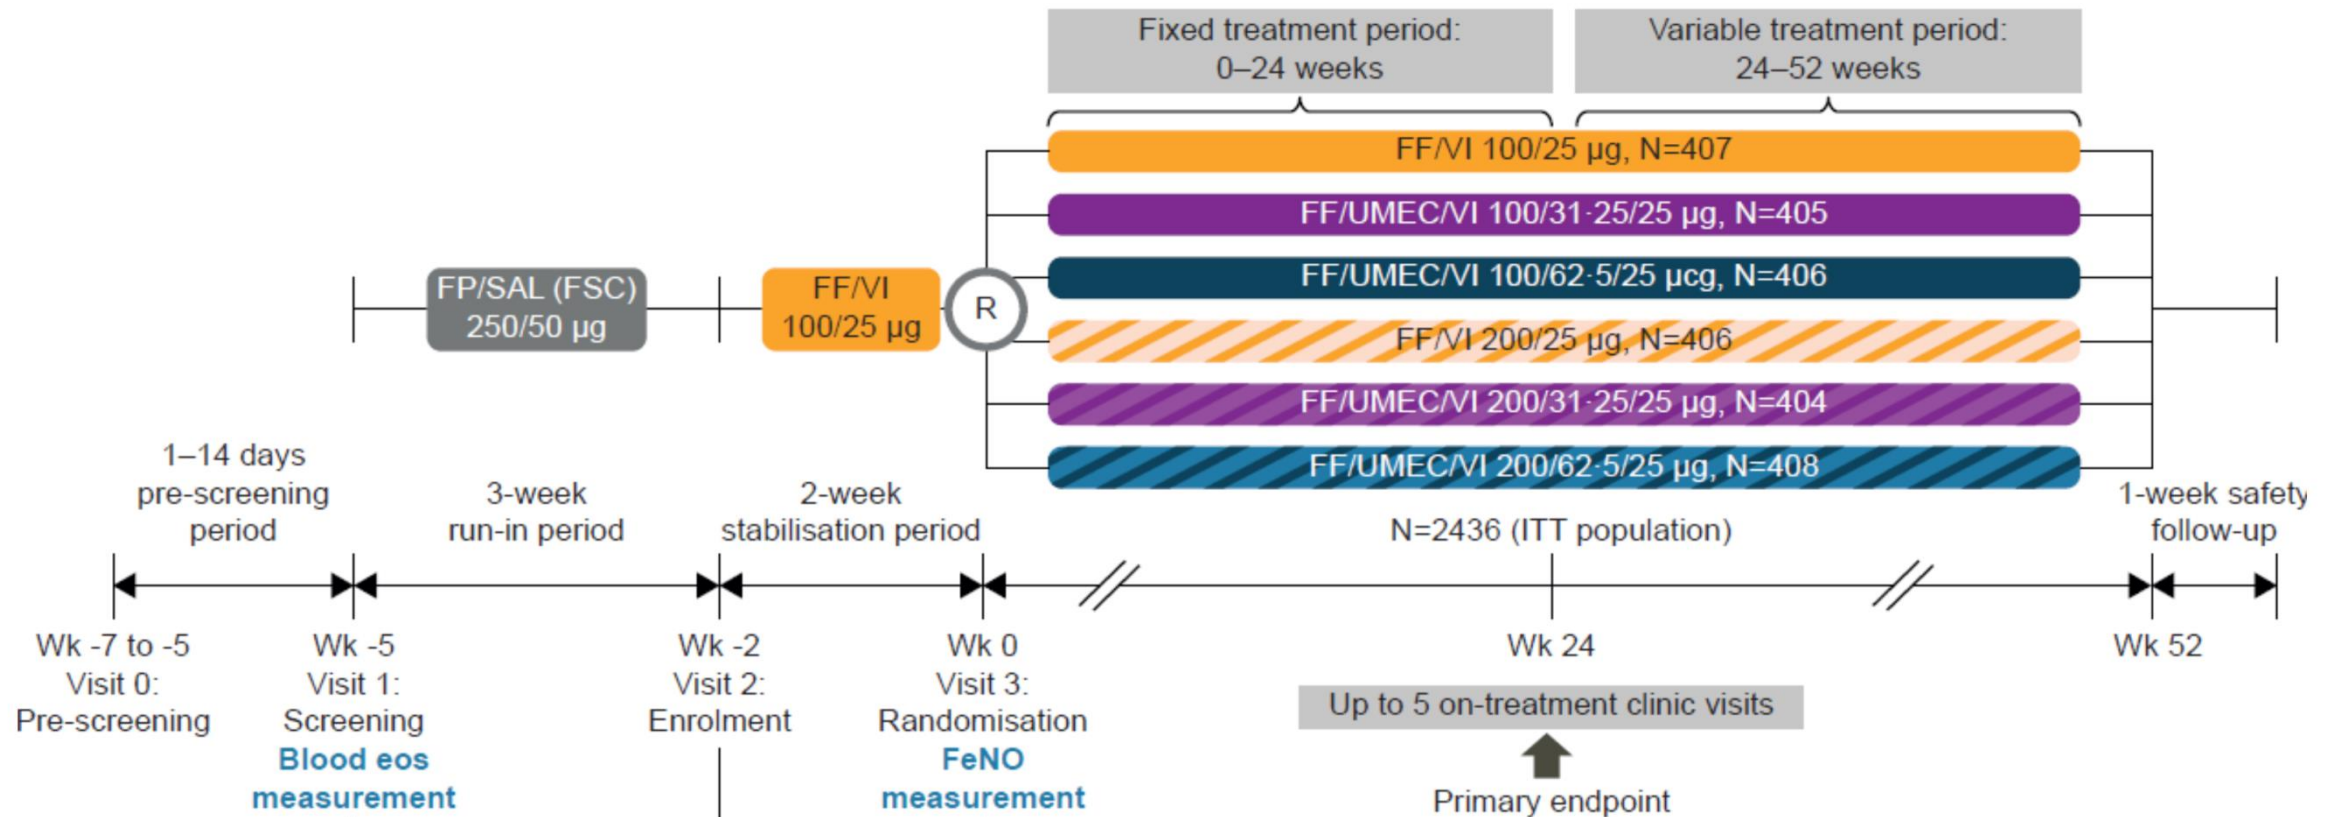 Fixed treatment period:
0–24 weeks
Variable treatment period:
24–52 weeks
FF/VI 100/25 µg, N=407
FF/UMEC/VI 100/31·25/25 µg, N=405
FF/UMEC/VI 100/62·5/25 µcg, N=406
FF/VI 200/25 µg, N=406
FF/UMEC/VI 200/31·25/25 µg, N=404
FF/UMEC/VI 200/62·5/25 µg, N=408
FP/SAL (FSC)
250/50 µg
FF/VI
100/25 µg
R
1–14 days
pre-screening
period
3-week
run-in period
2-week
stabilisation period
N=2436 (ITT population)
1-week safety
follow-up
Wk -7 to -5
Visit 0:
Pre-screening
Wk -5
Visit 1:
Screening
Blood eos
measurement
Wk -2
Visit 2:
Enrolment
Wk 0
Visit 3:
Randomisation
FeNO
measurement
Wk 24
Wk 52
Up to 5 on-treatment clinic visits
Primary endpoint